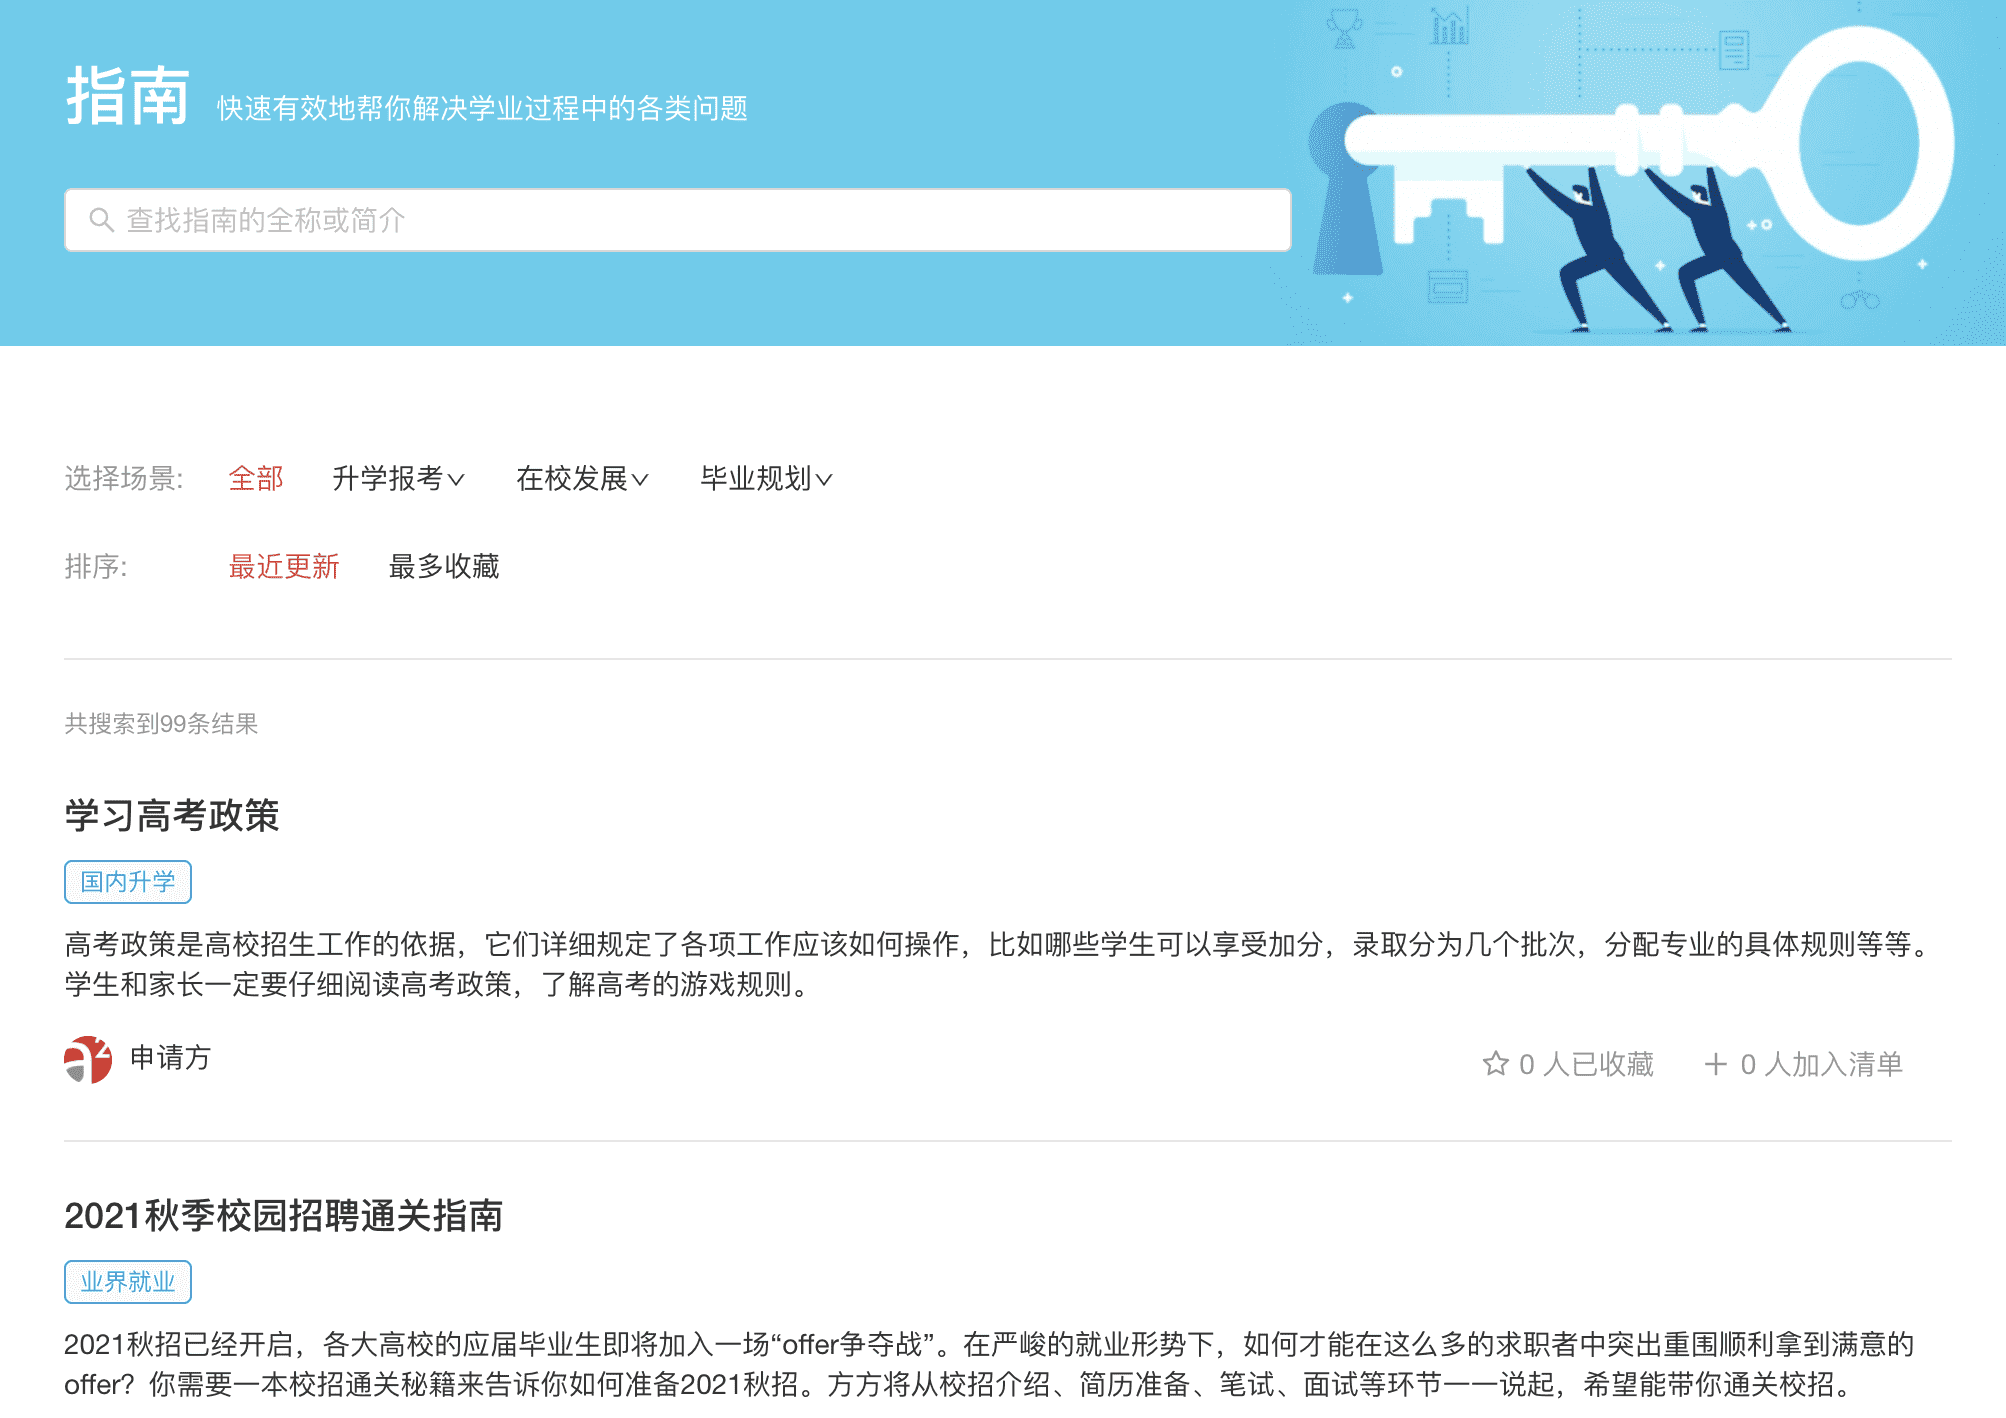 指南
快速有效地帮你解决学业过程中的各类问题
查找指南的全称或简介
选择场景: 全部 升学报考 在校发展 毕业规划
排序: 最近更新 最多收藏
共搜索到99条结果
学习高考政策
国内升学
高考政策是高校招生工作的依据，它们详细规定了各项工作应该如何操作，比如哪些学生可以享受加分，录取分为几个批次，分配专业的具体规则等等。
学生和家长一定要仔细阅读高考政策，了解高考的游戏规则。
申请方
0 人已收藏 0 人加入清单
2021秋季校园招聘通关指南
业界就业
2021秋招已经开启，各大高校的应届毕业生即将加入一场“offer争夺战”。在严峻的就业形势下，如何才能在这么多的求职者中突出重围顺利拿到满意的
offer？你需要一本校招通关秘籍来告诉你如何准备2021秋招。方方将从校招介绍、简历准备、笔试、面试等环节一一说起，希望能带你通关校招。